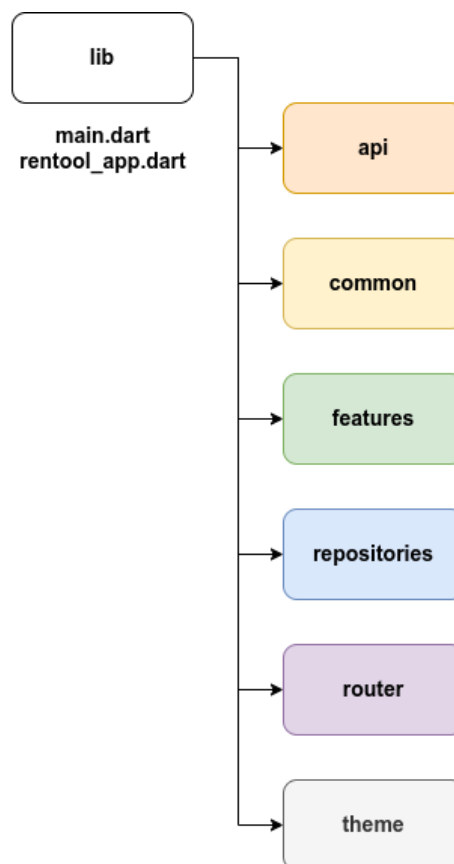 lib
main.dart
rentool_app.dart
api
common
features
repositories
router
theme